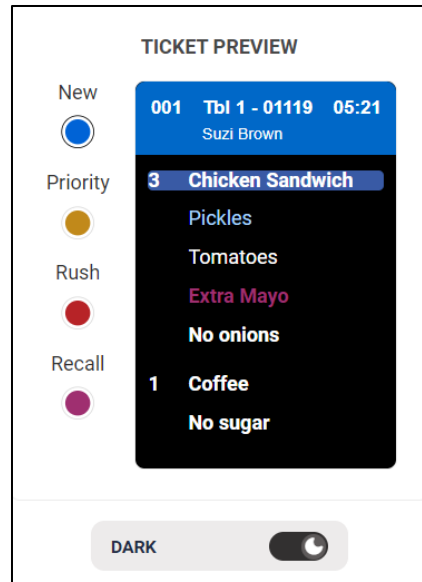 TICKET PREVIEW
New
Priority
Rush
Recall
001 Tbl 1 - 01119 05:21
Suzi Brown
3 Chicken Sandwich
Pickles
Tomatoes
Extra Mayo
No onions
1 Coffee
No sugar
DARK